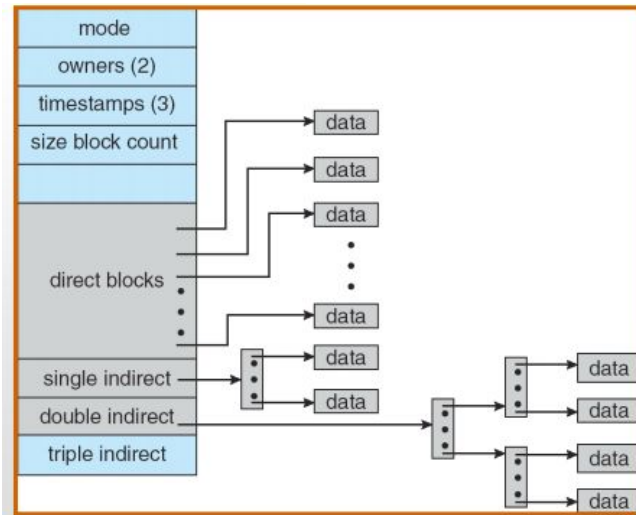 mode
owners (2)
timestamps (3)
size block count
data
data
data
direct blocks
data
data
single indirect
data
double indirect
triple indirect
data
data
data
data